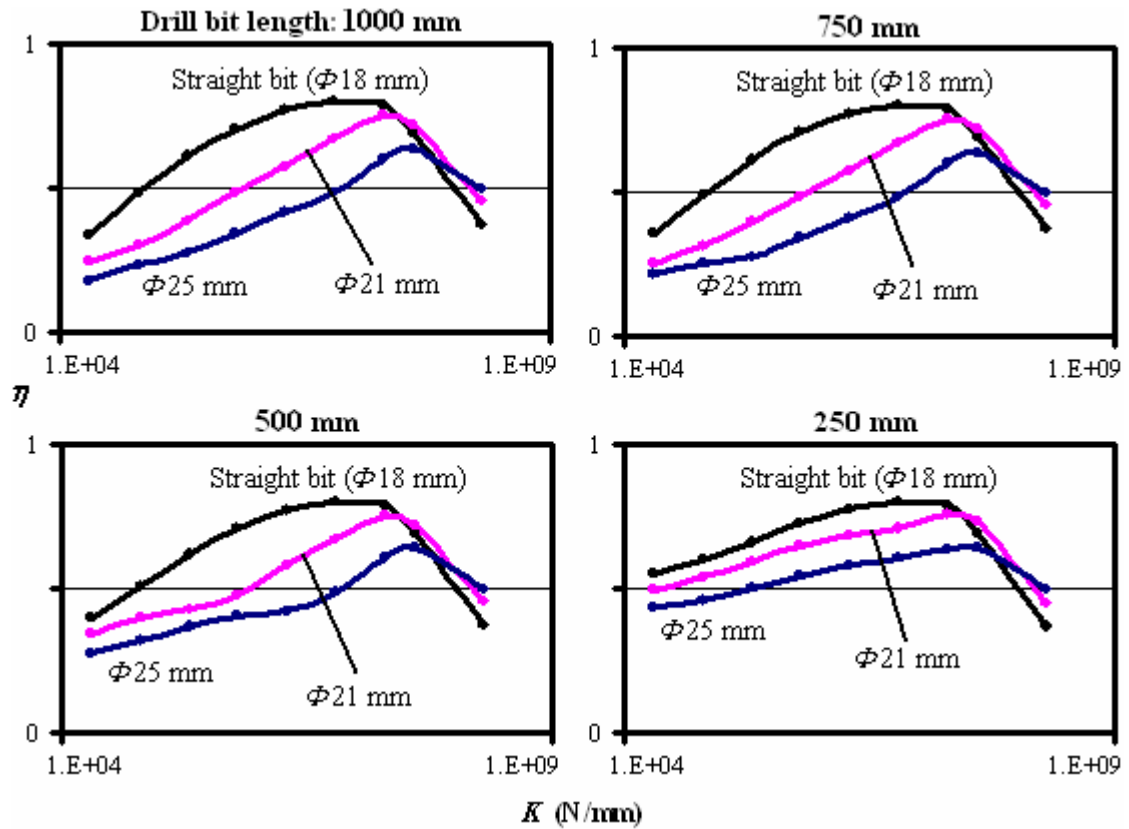 Drill bit length: 1000 mm
1
Straight bit (Φ18 mm)
Φ25 mm
Φ21 mm
0
1.E+04
1.E+09
750 mm
1
Straight bit (Φ18 mm)
Φ25 mm
Φ21 mm
0
1.E+04
1.E+09
η
500 mm
1
Straight bit (Φ18 mm)
Φ25 mm
Φ21 mm
0
1.E+04
1.E+09
250 mm
1
Straight bit (Φ18 mm)
Φ25 mm
Φ21 mm
0
1.E+04
1.E+09
K (N/mm)